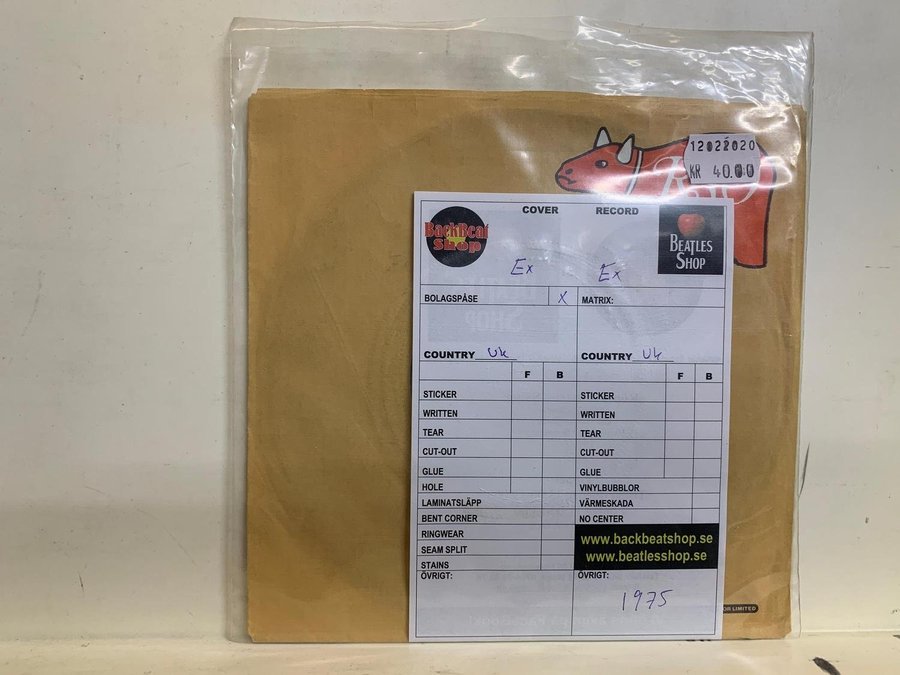 12022020
KR 40.00
COVER RECORD
BackBeat
Shop
BEATLES
SHOP
Ex Ex
BOLAGSPÅSE X MATRIX:
COUNTRY Uk COUNTRY Uk
F B F B
STICKER STICKER
WRITTEN WRITTEN
TEAR TEAR
CUT-OUT CUT-OUT
GLUE GLUE
HOLE VINYLBUBBLOR
LAMINATSLÄPP VÄRMESKADA
BENT CORNER NO CENTER
RINGWEAR
SEAM SPLIT
STAINS
www.backbeatshop.se
www.beatlesshop.se
ÖVRIGT: ÖVRIGT:
1975
OR LIMITED